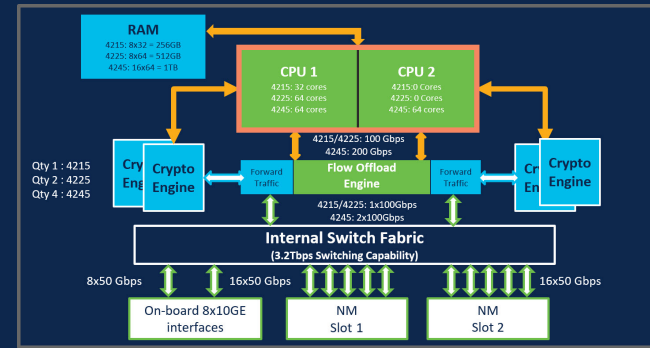 RAM
4215: 8x32 = 256GB
4225: 8x64 = 512GB
4245: 16x64 = 1TB
CPU 1
4215: 32 cores
4225: 64 cores
4245: 64 cores
CPU 2
4215:0 Cores
4225: 0 Cores
4245: 64 cores
4215/4225: 100 Gbps
4245: 200 Gbps
Qty 1 : 4215
Qty 2 : 4225
Qty 4 : 4245
Crypto
Engine
Forward
Traffic
Flow Offload
Engine
Forward
Traffic
Crypto
Engine
4215/4225: 1x100Gbps
4245: 2x100Gbps
Internal Switch Fabric
(3.2Tbps Switching Capability)
8x50 Gbps
16x50 Gbps
16x50 Gbps
On-board 8x10GE
interfaces
NM
Slot 1
NM
Slot 2